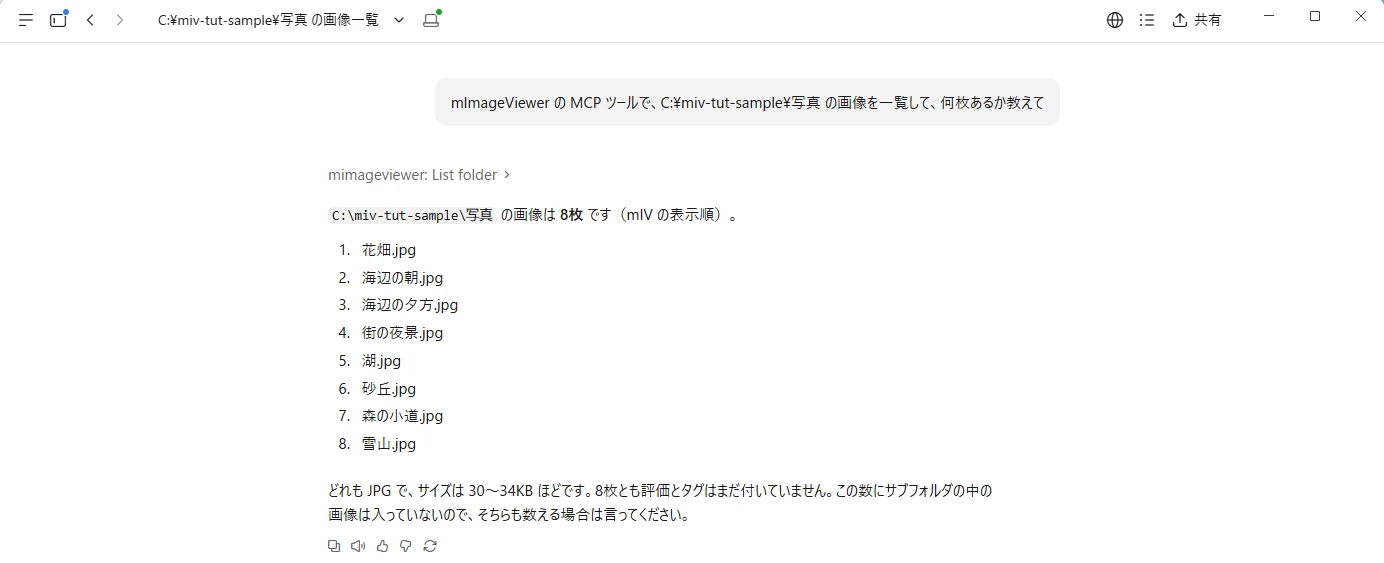 C:¥miv-tut-sample¥写真 の画像一覧
共有
mImageViewer の MCP ツールで、C:¥miv-tut-sample¥写真 の画像を一覧して、何枚あるか教えて
mimageviewer: List folder
C:\miv-tut-sample\写真 の画像は 8枚 です（mIV の表示順）。
1. 花畑.jpg
2. 海辺の朝.jpg
3. 海辺の夕方.jpg
4. 街の夜景.jpg
5. 湖.jpg
6. 砂丘.jpg
7. 森の小道.jpg
8. 雪山.jpg
どれも JPG で、サイズは 30〜34KB ほどです。8枚とも評価とタグはまだ付いていません。この数にサブフォルダの中の
画像は入っていないので、そちらも数える場合は言ってください。